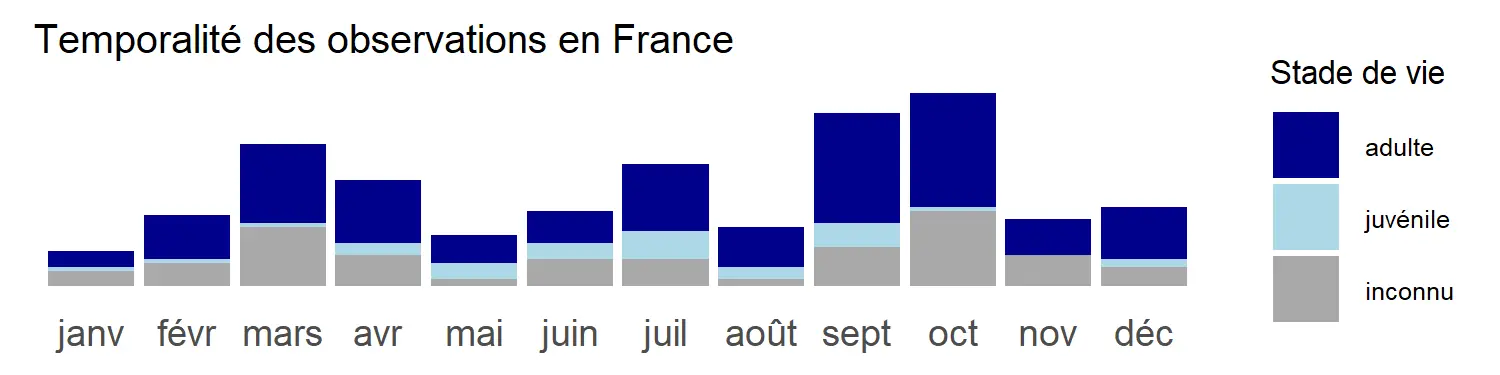 Temporalité des observations en France
Stade de vie
adulte
juvénile
inconnu
janv févr mars avr mai juin juil août sept oct nov déc